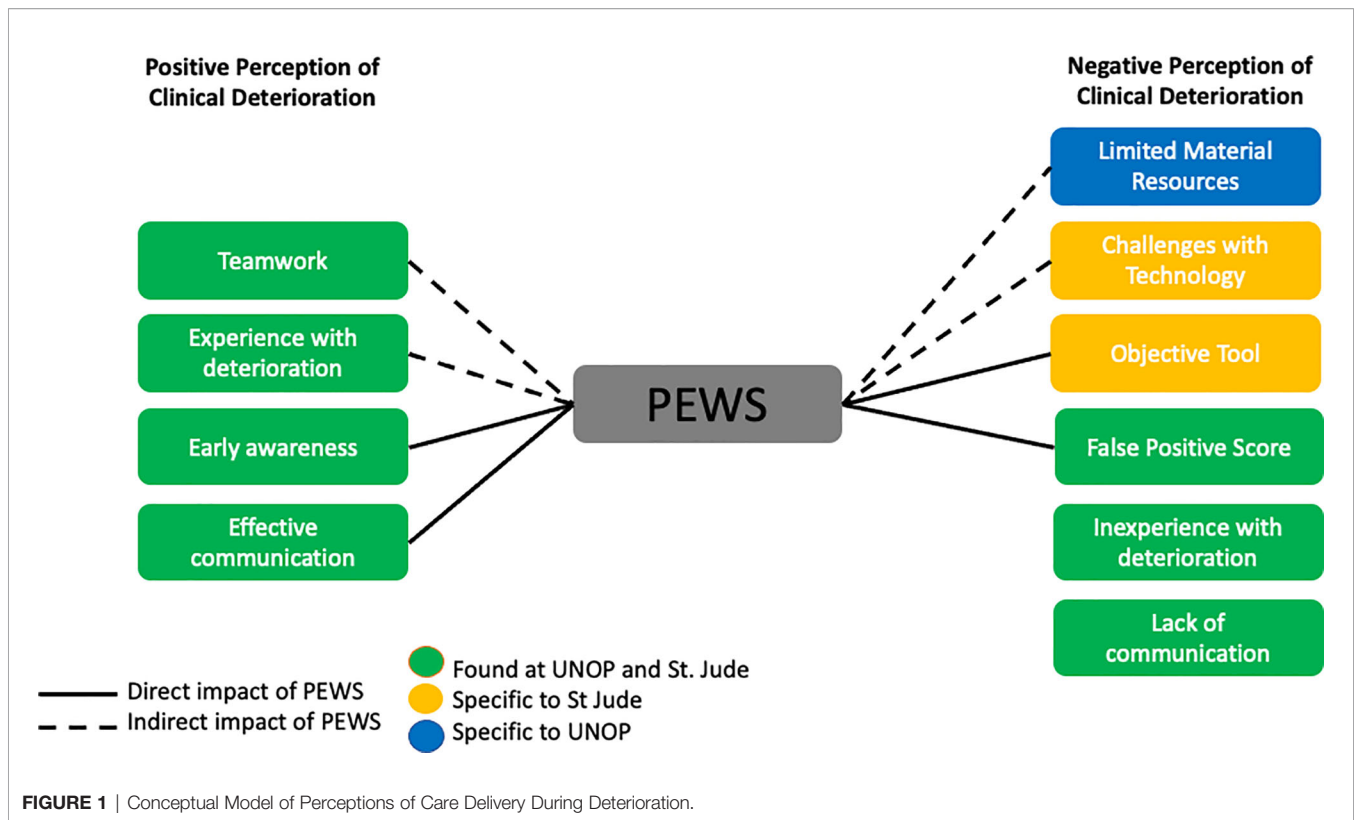 Positive Perception of
Clinical Deterioration
Teamwork
Experience with
deterioration
Early awareness
Effective
communication
PEWS
Negative Perception of
Clinical Deterioration
Limited Material
Resources
Challenges with
Technology
Objective Tool
False Positive Score
Inexperience with
deterioration
Lack of
communication
Direct impact of PEWS
Indirect impact of PEWS
Found at UNOP and St. Jude
Specific to St Jude
Specific to UNOP
FIGURE 1 | Conceptual Model of Perceptions of Care Delivery During Deterioration.